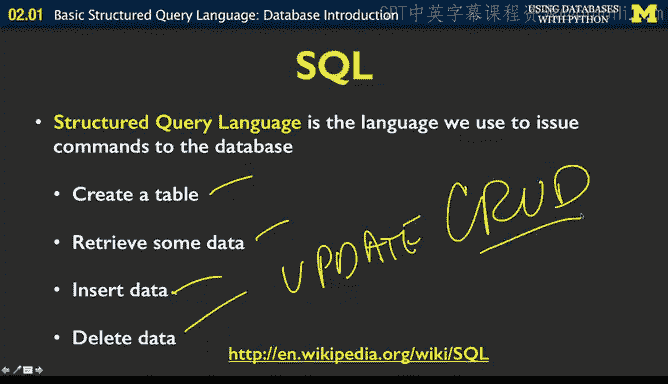 02.01 Basic Structured Query Language: Database Introduction
USING DATABASES
WITH PYTHON
M
SQL
• Structured Query Language is the language we use to issue
commands to the database
• Create a table
• Retrieve some data
• Insert data
• Delete data
UPDATE CRUD
http://en.wikipedia.org/wiki/SQL